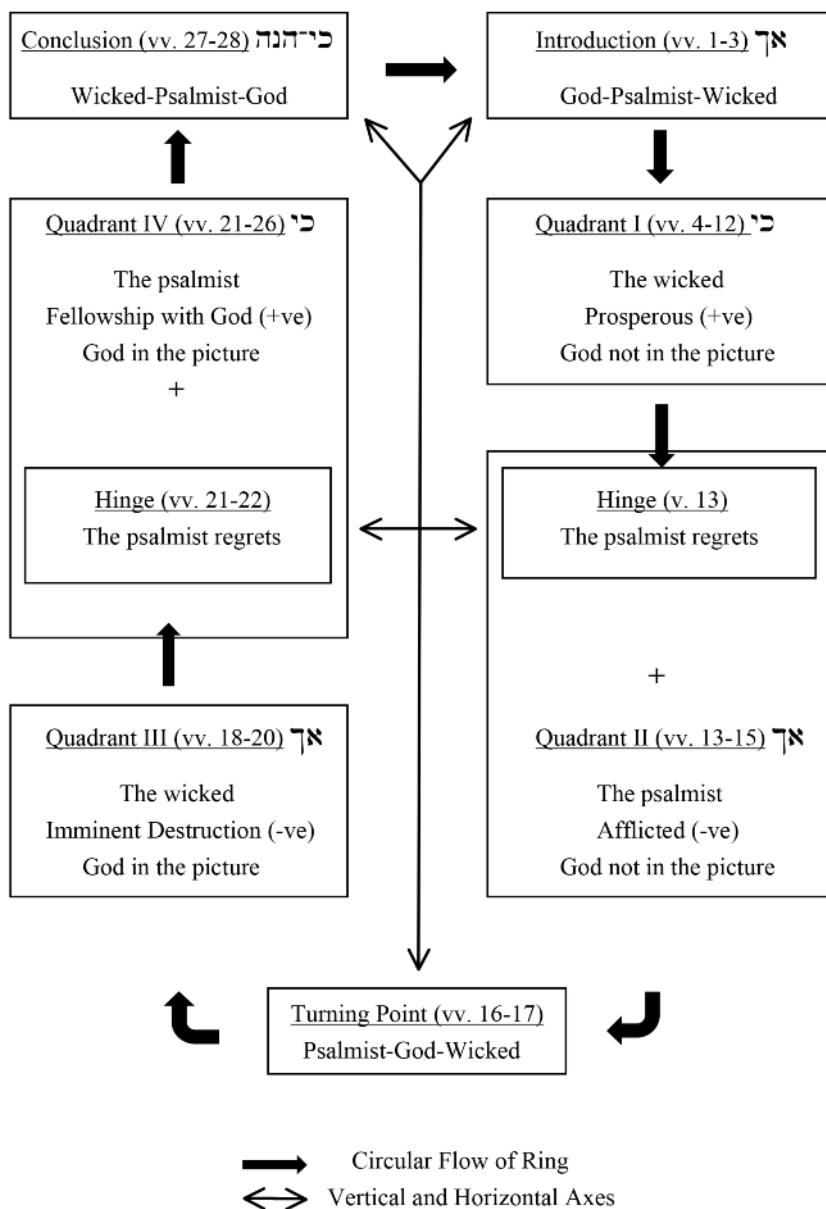 Conclusion (vv. 27-28) כי־הנה
Wicked-Psalmist-God
Introduction (vv. 1-3) אך
God-Psalmist-Wicked
Quadrant IV (vv. 21-26) כי
The psalmist
Fellowship with God (+ve)
God in the picture
+
Hinge (vv. 21-22)
The psalmist regrets
Quadrant I (vv. 4-12) כי
The wicked
Prosperous (+ve)
God not in the picture
Hinge (v. 13)
The psalmist regrets
+
Quadrant II (vv. 13-15) אך
The psalmist
Afflicted (-ve)
God not in the picture
Quadrant III (vv. 18-20) אך
The wicked
Imminent Destruction (-ve)
God in the picture
Turning Point (vv. 16-17)
Psalmist-God-Wicked
Circular Flow of Ring
Vertical and Horizontal Axes